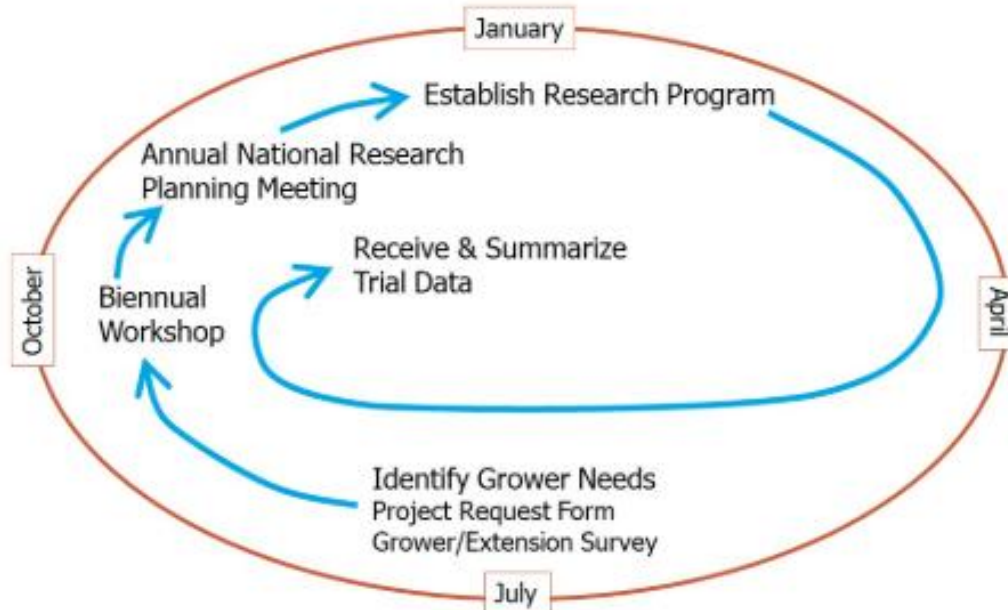 January
Establish Research Program
Annual National Research
Planning Meeting
Receive & Summarize
Trial Data
October
Biennual
Workshop
April
Identify Grower Needs
Project Request Form
Grower/Extension Survey
July